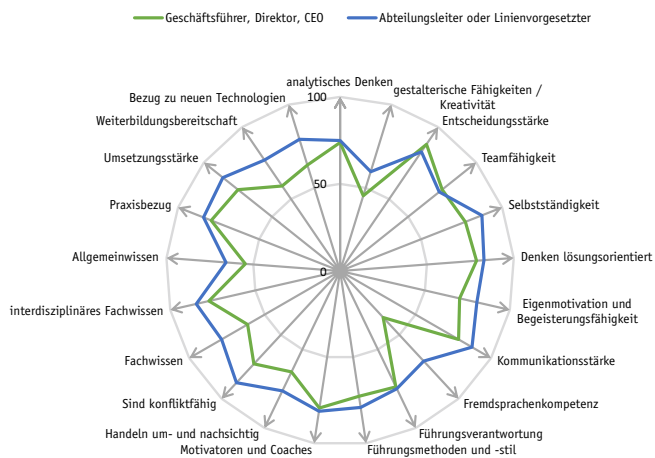 Geschäftsführer, Direktor, CEO
Abteilungsleiter oder Linienvorgesetzter
analytisches Denken
gestalterische Fähigkeiten /
Kreativität
Entscheidungsstärke
Teamfähigkeit
Selbstständigkeit
Denken lösungsorientiert
Eigenmotivation und
Begeisterungsfähigkeit
Kommunikationsstärke
Fremdsprachenkompetenz
Führungsverantwortung
Führungsmethoden und -stil
Motivatoren und Coaches
Handeln um- und nachsichtig
Sind konfliktfähig
Fachwissen
interdisziplinäres Fachwissen
Allgemeinwissen
Praxisbezug
Umsetzungsstärke
Weiterbildungsbereitschaft
Bezug zu neuen Technologien
100
50
0